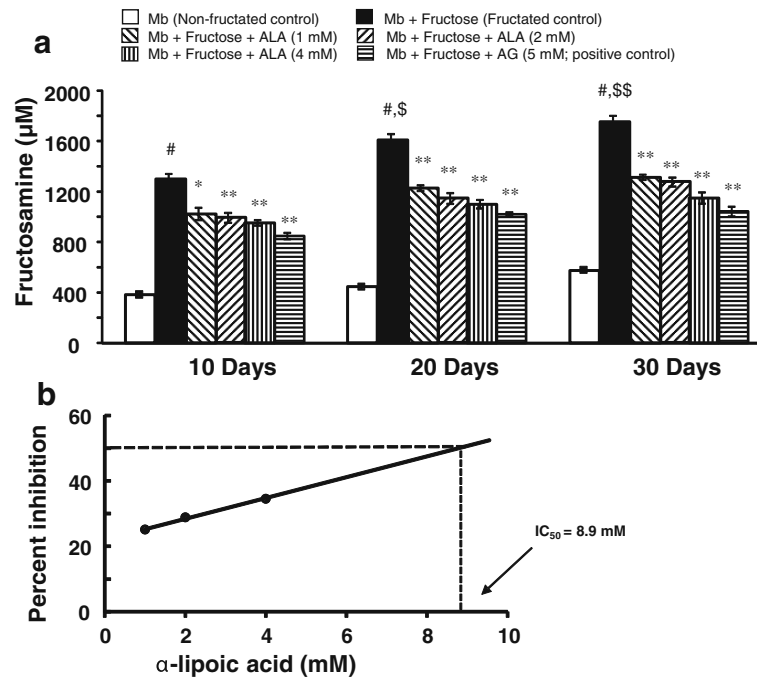 Mb (Non-fructated control) Mb + Fructose (Fructated control)
Mb + Fructose + ALA (1 mM) Mb + Fructose + ALA (2 mM)
Mb + Fructose + ALA (4 mM) Mb + Fructose + AG (5 mM; positive control)
a
Fructosamine (µM)
2000
1600
1200
800
400
0
# * ** ** **
#,$ ** ** ** **
#,$$ ** ** ** **
10 Days 20 Days 30 Days
b
Percent inhibition
60
50
40
20
0
0 2 4 6 8 10
IC50 = 8.9 mM
α-lipoic acid (mM)